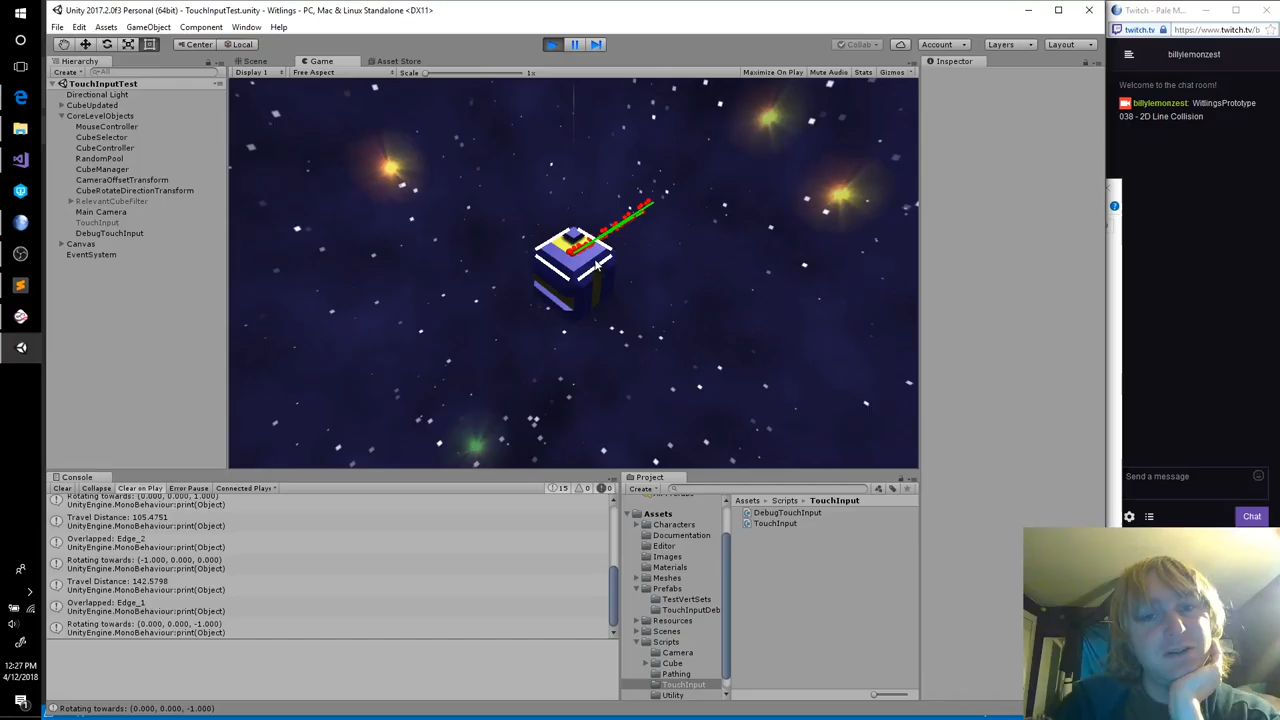 Unity 2017.2.0f3 Personal (64bit) - TouchInputTest.unity - Witlings - PC, Mac & Linux Standalone <DX11>
Twitch - Pale M
File Edit Assets GameObject Component Window Help
twitch.tv https://www.twitch.tv/b
Center Local
Collab Account Layers Layout
Hierarchy
Scene Game Asset Store
Inspector
billylemonzest
Create All
Display 1 Free Aspect Scale 1x Maximize On Play Mute Audio Stats Gizmos
TouchInputTest
Directional Light
CubeUpdated
CoreLevelObjects
MouseController
CubeSelector
CubeController
RandomPool
CubeManager
CameraOffsetTransform
CubeRotateDirectionTransform
RelevantCubeFilter
Main Camera
TouchInput
DebugTouchInput
Canvas
EventSystem
Welcome to the chat room!
billylemonzest: WitlingsPrototype
038 - 2D Line Collision
Console
Clear Collapse Clear on Play Error Pause Connected Player
15 0 0
Rotating towards: (0.000, 0.000, 1.000)
UnityEngine.MonoBehaviour:print(Object)
Travel Distance: 105.4751
UnityEngine.MonoBehaviour:print(Object)
Overlapped: Edge_2
UnityEngine.MonoBehaviour:print(Object)
Rotating towards: (-1.000, 0.000, 0.000)
UnityEngine.MonoBehaviour:print(Object)
Travel Distance: 142.5798
UnityEngine.MonoBehaviour:print(Object)
Overlapped: Edge_1
UnityEngine.MonoBehaviour:print(Object)
Rotating towards: (0.000, 0.000, -1.000)
UnityEngine.MonoBehaviour:print(Object)
Project
Create
Assets
Characters
Documentation
Editor
Images
Materials
Meshes
Prefabs
TestVertSets
TouchInputDeb
Resources
Scenes
Scripts
Camera
Cube
Pathing
TouchInput
Utility
Assets Scripts TouchInput
DebugTouchInput
TouchInput
Send a message
Chat
12:27 PM
4/12/2018
Rotating towards: (0.000, 0.000, -1.000)